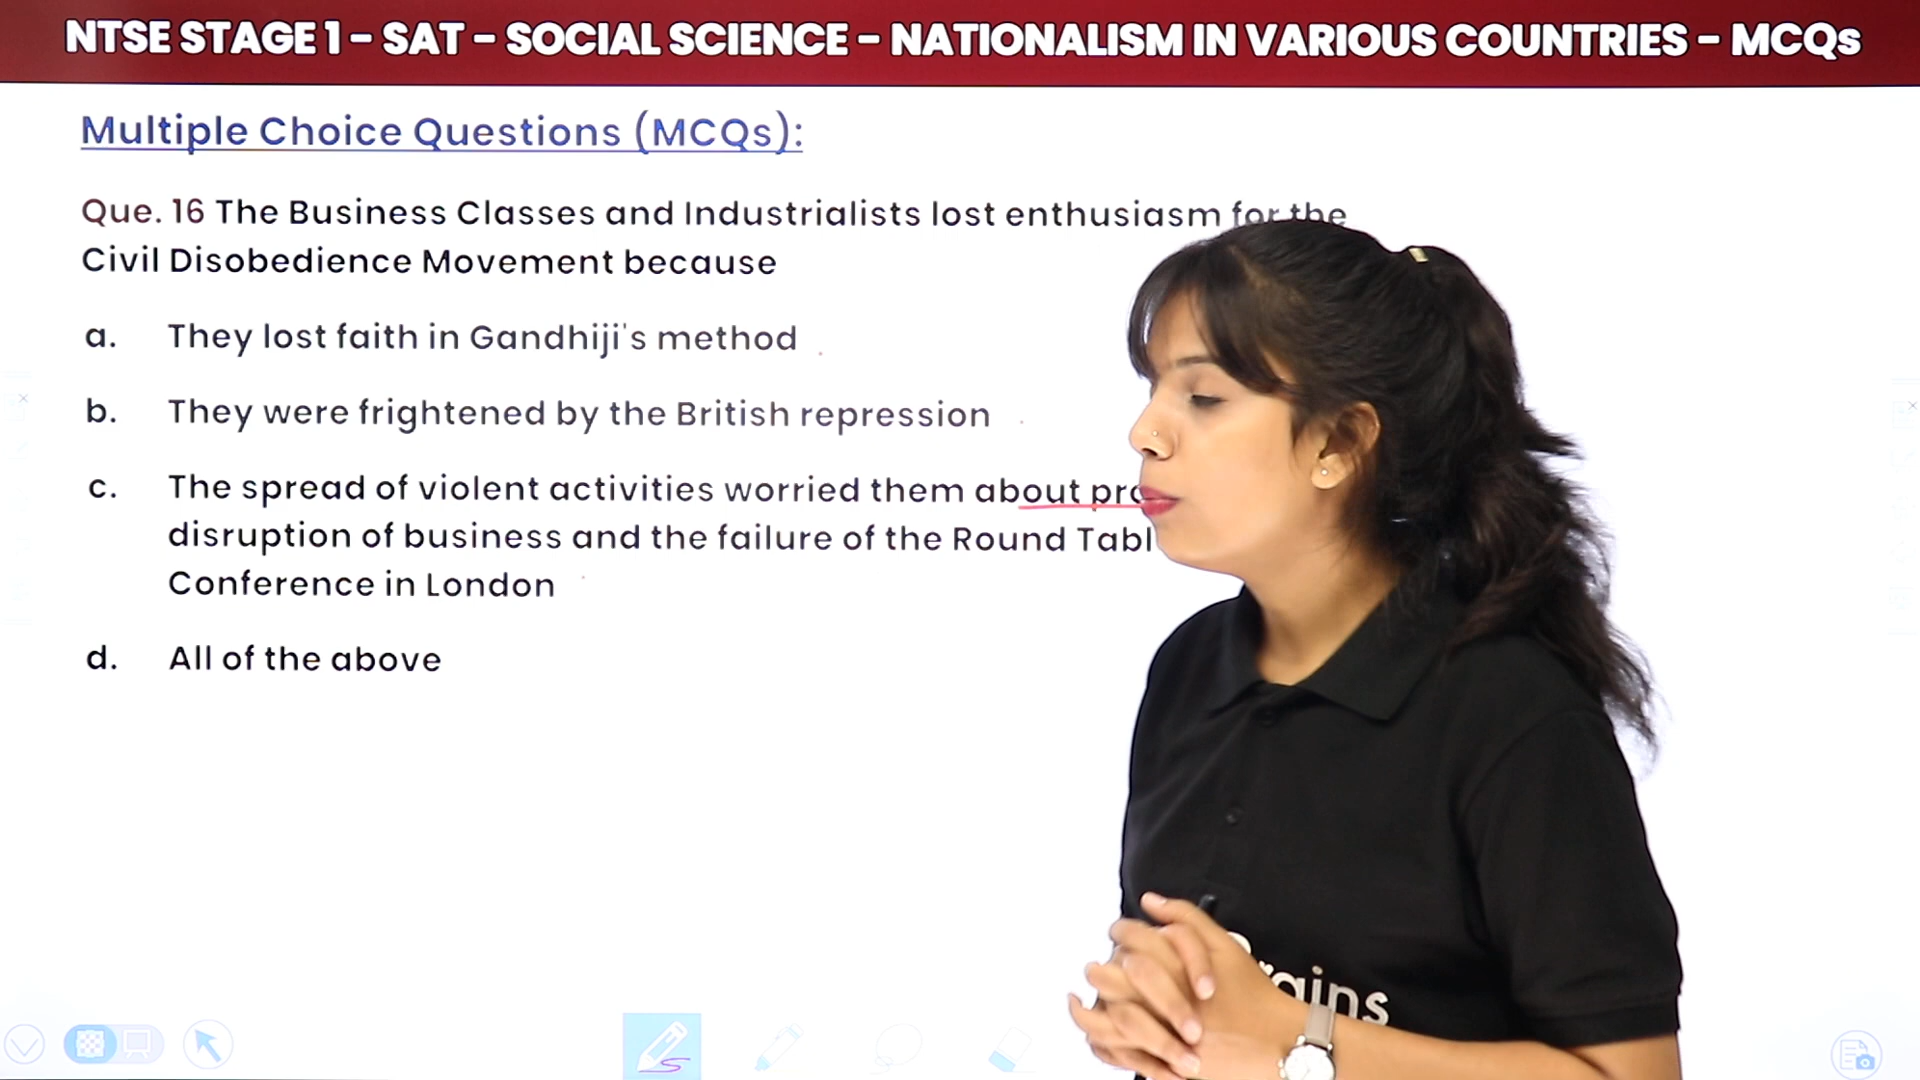 NTSE STAGE 1 – SAT – SOCIAL SCIENCE – NATIONALISM IN VARIOUS COUNTRIES – MCQs
Multiple Choice Questions (MCQs):
Que. 16 The Business Classes and Industrialists lost enthusiasm for the
Civil Disobedience Movement because
a. They lost faith in Gandhiji's method
b. They were frightened by the British repression
c. The spread of violent activities worried them about
disruption of business and the failure of the Round
Conference in London
d. All of the above